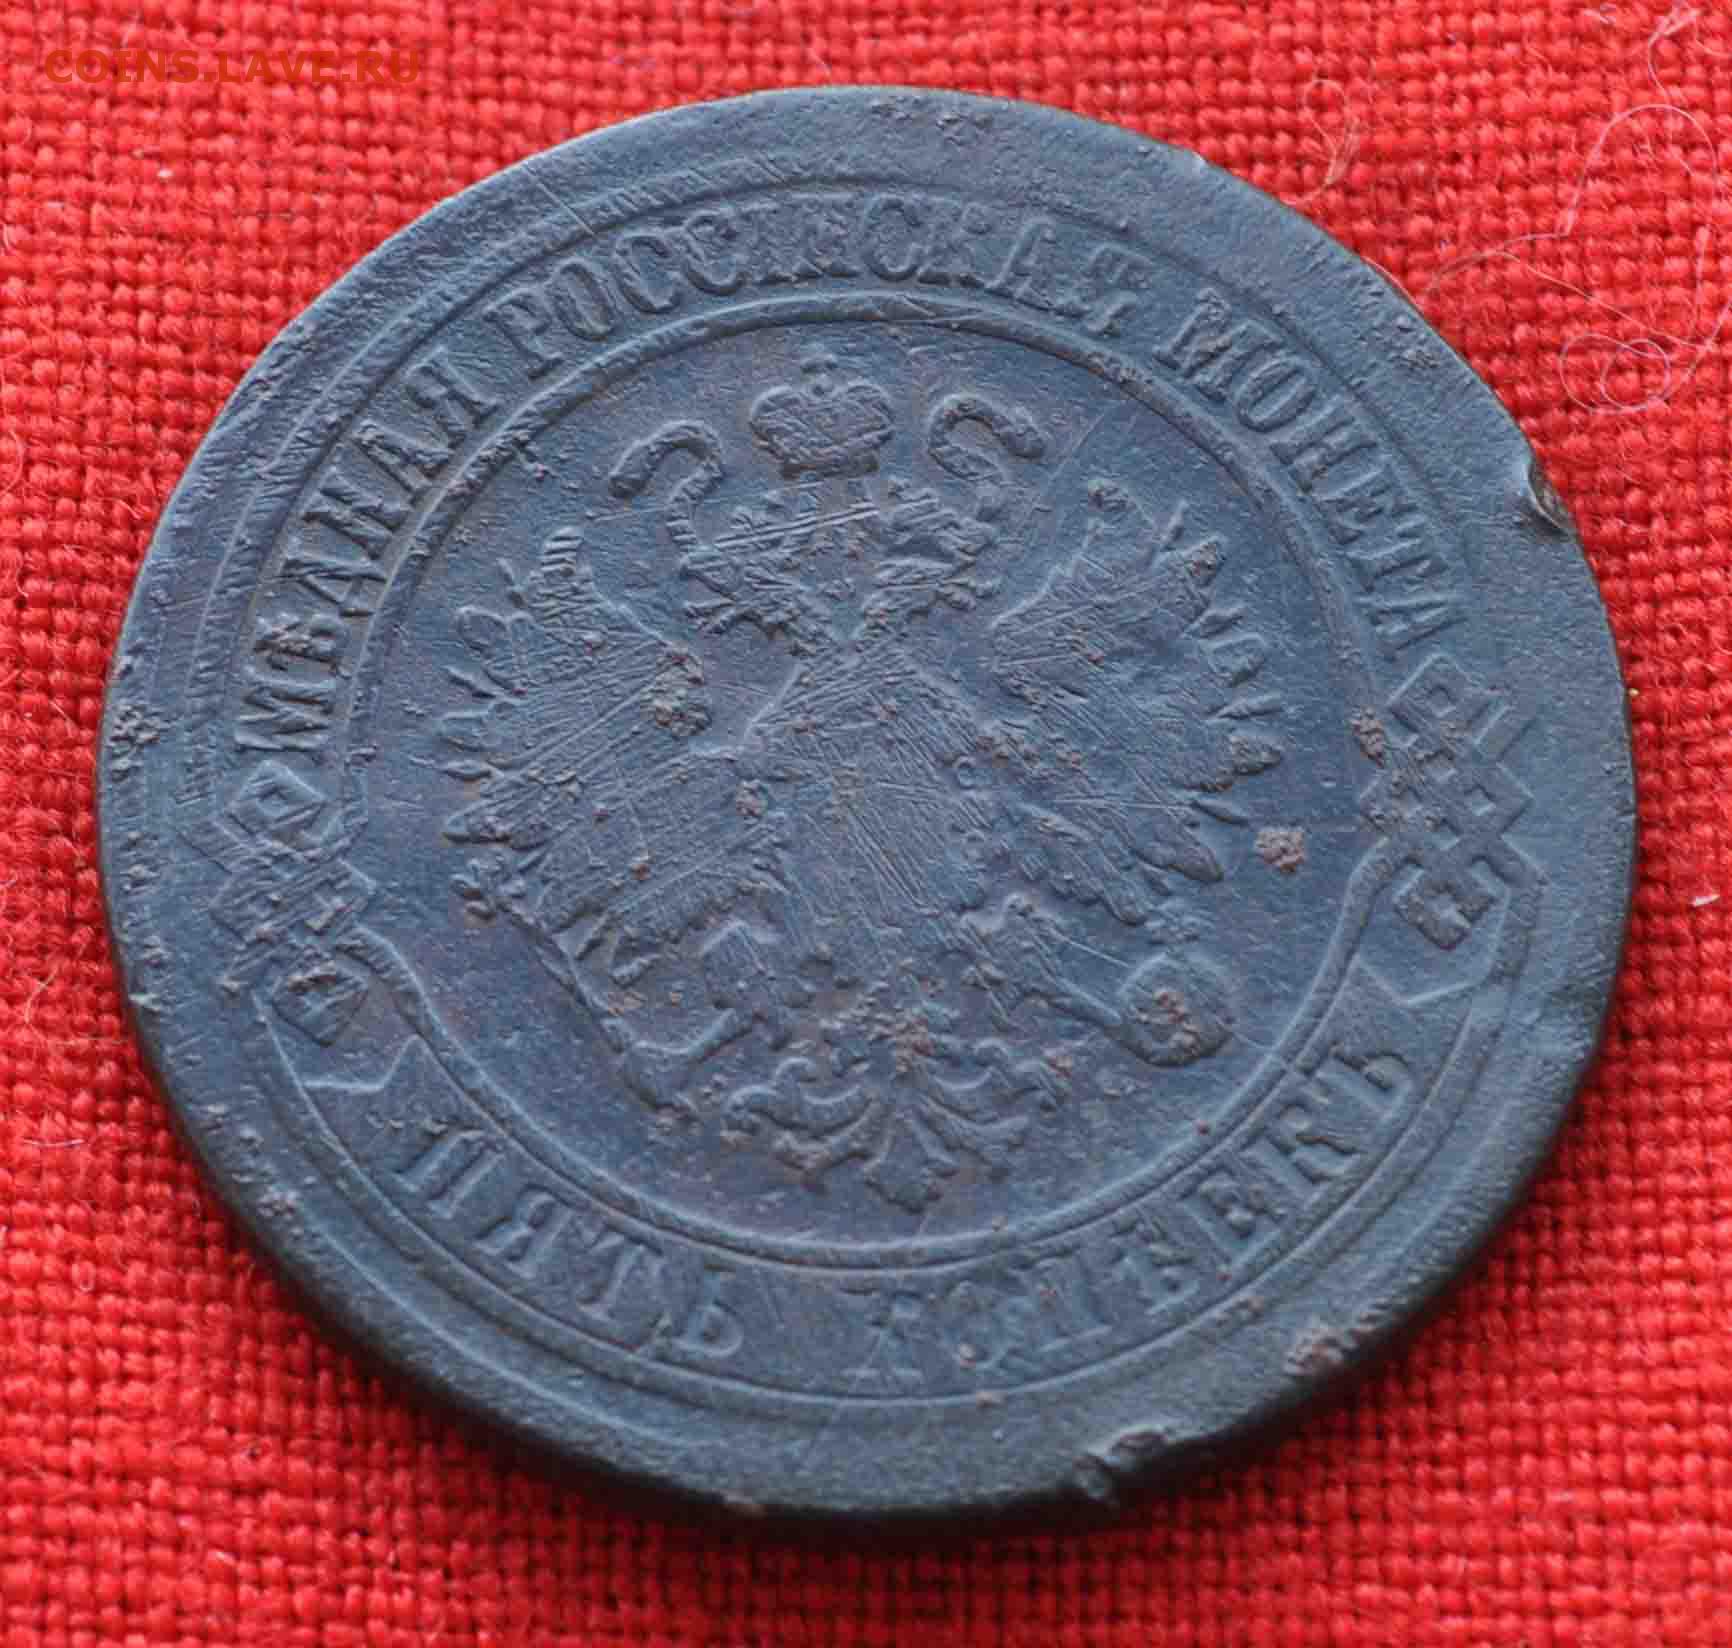 COINS.LAVE.RU
МѢДНАЯ РОССІЙСКАЯ МОНЕТА
ПЯТЬ КОПѢЕКЪ